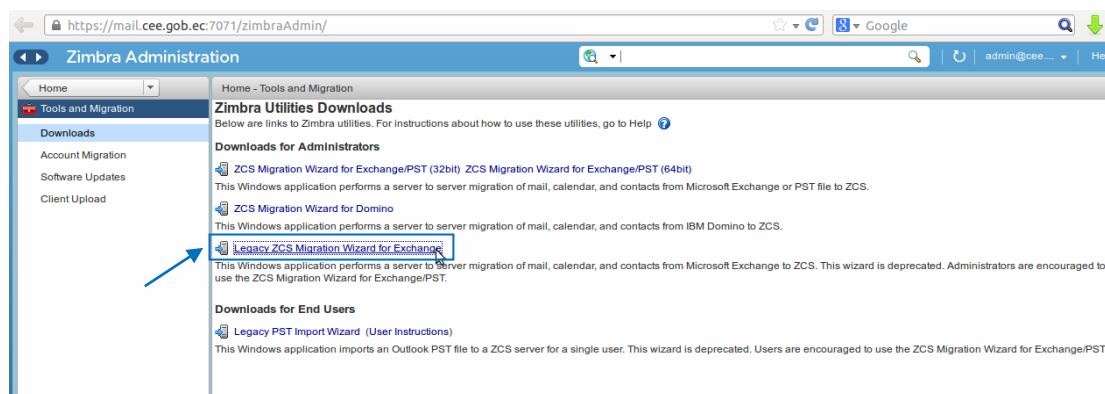 https://mail.cee.gob.ec:7071/zimbraAdmin/
Google
Zimbra Administration
admin@cee....
He
Home
Home - Tools and Migration
Tools and Migration
Downloads
Account Migration
Software Updates
Client Upload
Zimbra Utilities Downloads
Below are links to Zimbra utilities. For instructions about how to use these utilities, go to Help
Downloads for Administrators
ZCS Migration Wizard for Exchange/PST (32bit) ZCS Migration Wizard for Exchange/PST (64bit)
This Windows application performs a server to server migration of mail, calendar, and contacts from Microsoft Exchange or PST file to ZCS.
ZCS Migration Wizard for Domino
This Windows application performs a server to server migration of mail, calendar, and contacts from IBM Domino to ZCS.
Legacy ZCS Migration Wizard for Exchange
This Windows application performs a server to server migration of mail, calendar, and contacts from Microsoft Exchange to ZCS. This wizard is deprecated. Administrators are encouraged to
use the ZCS Migration Wizard for Exchange/PST.
Downloads for End Users
Legacy PST Import Wizard (User Instructions)
This Windows application imports an Outlook PST file to a ZCS server for a single user. This wizard is deprecated. Users are encouraged to use the ZCS Migration Wizard for Exchange/PST